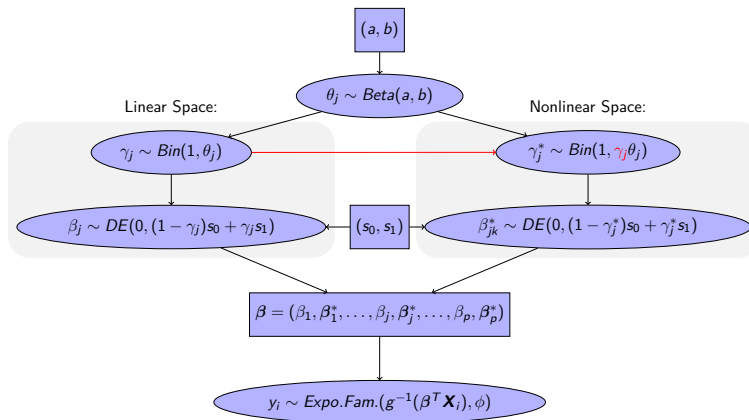 (a, b)
θ_j ∼ Beta(a, b)
Linear Space:
Nonlinear Space:
γ_j ∼ Bin(1, θ_j)
γ_j^* ∼ Bin(1, γ_jθ_j)
β_j ∼ DE(0, (1 − γ_j)s_0 + γ_js_1)
(s_0, s_1)
β_{jk}^* ∼ DE(0, (1 − γ_j^*)s_0 + γ_j^*s_1)
β = (β_1, β_1^*, . . . , β_j, β_j^*, . . . , β_p, β_p^*)
y_i ∼ Expo.Fam.(g^{−1}(β^T X_i), ϕ)